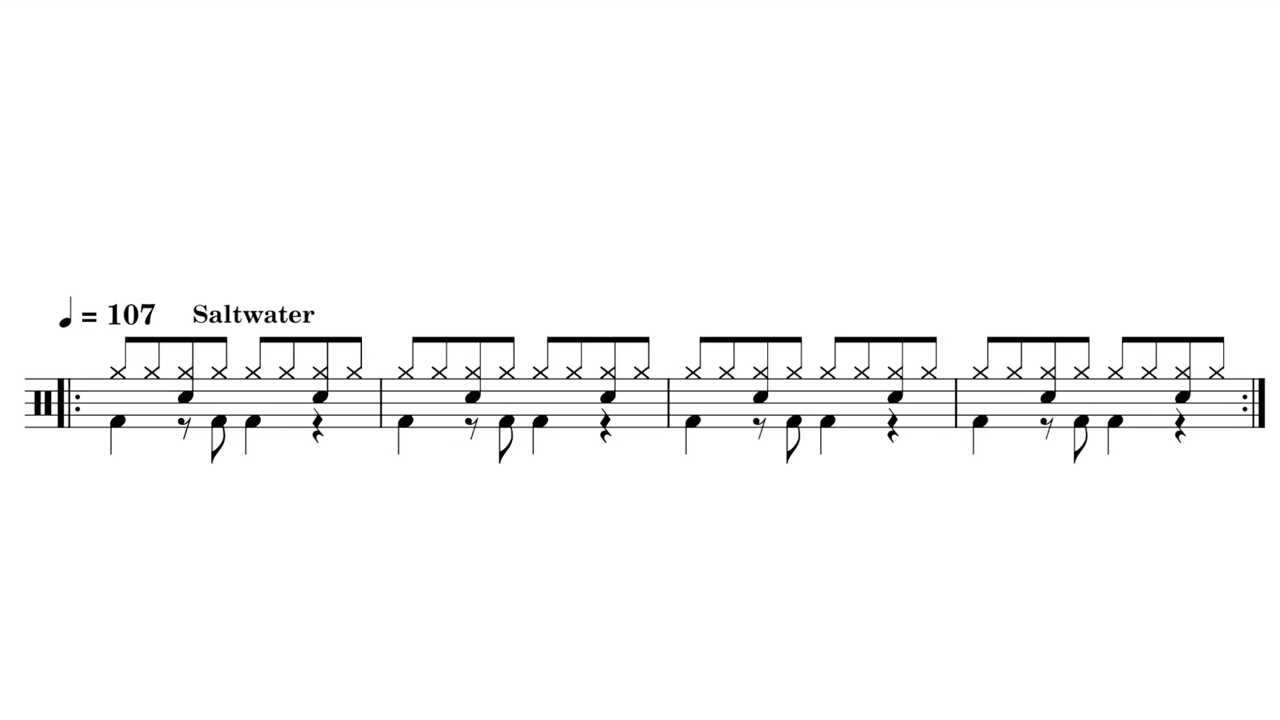 ♩ = 107 Saltwater